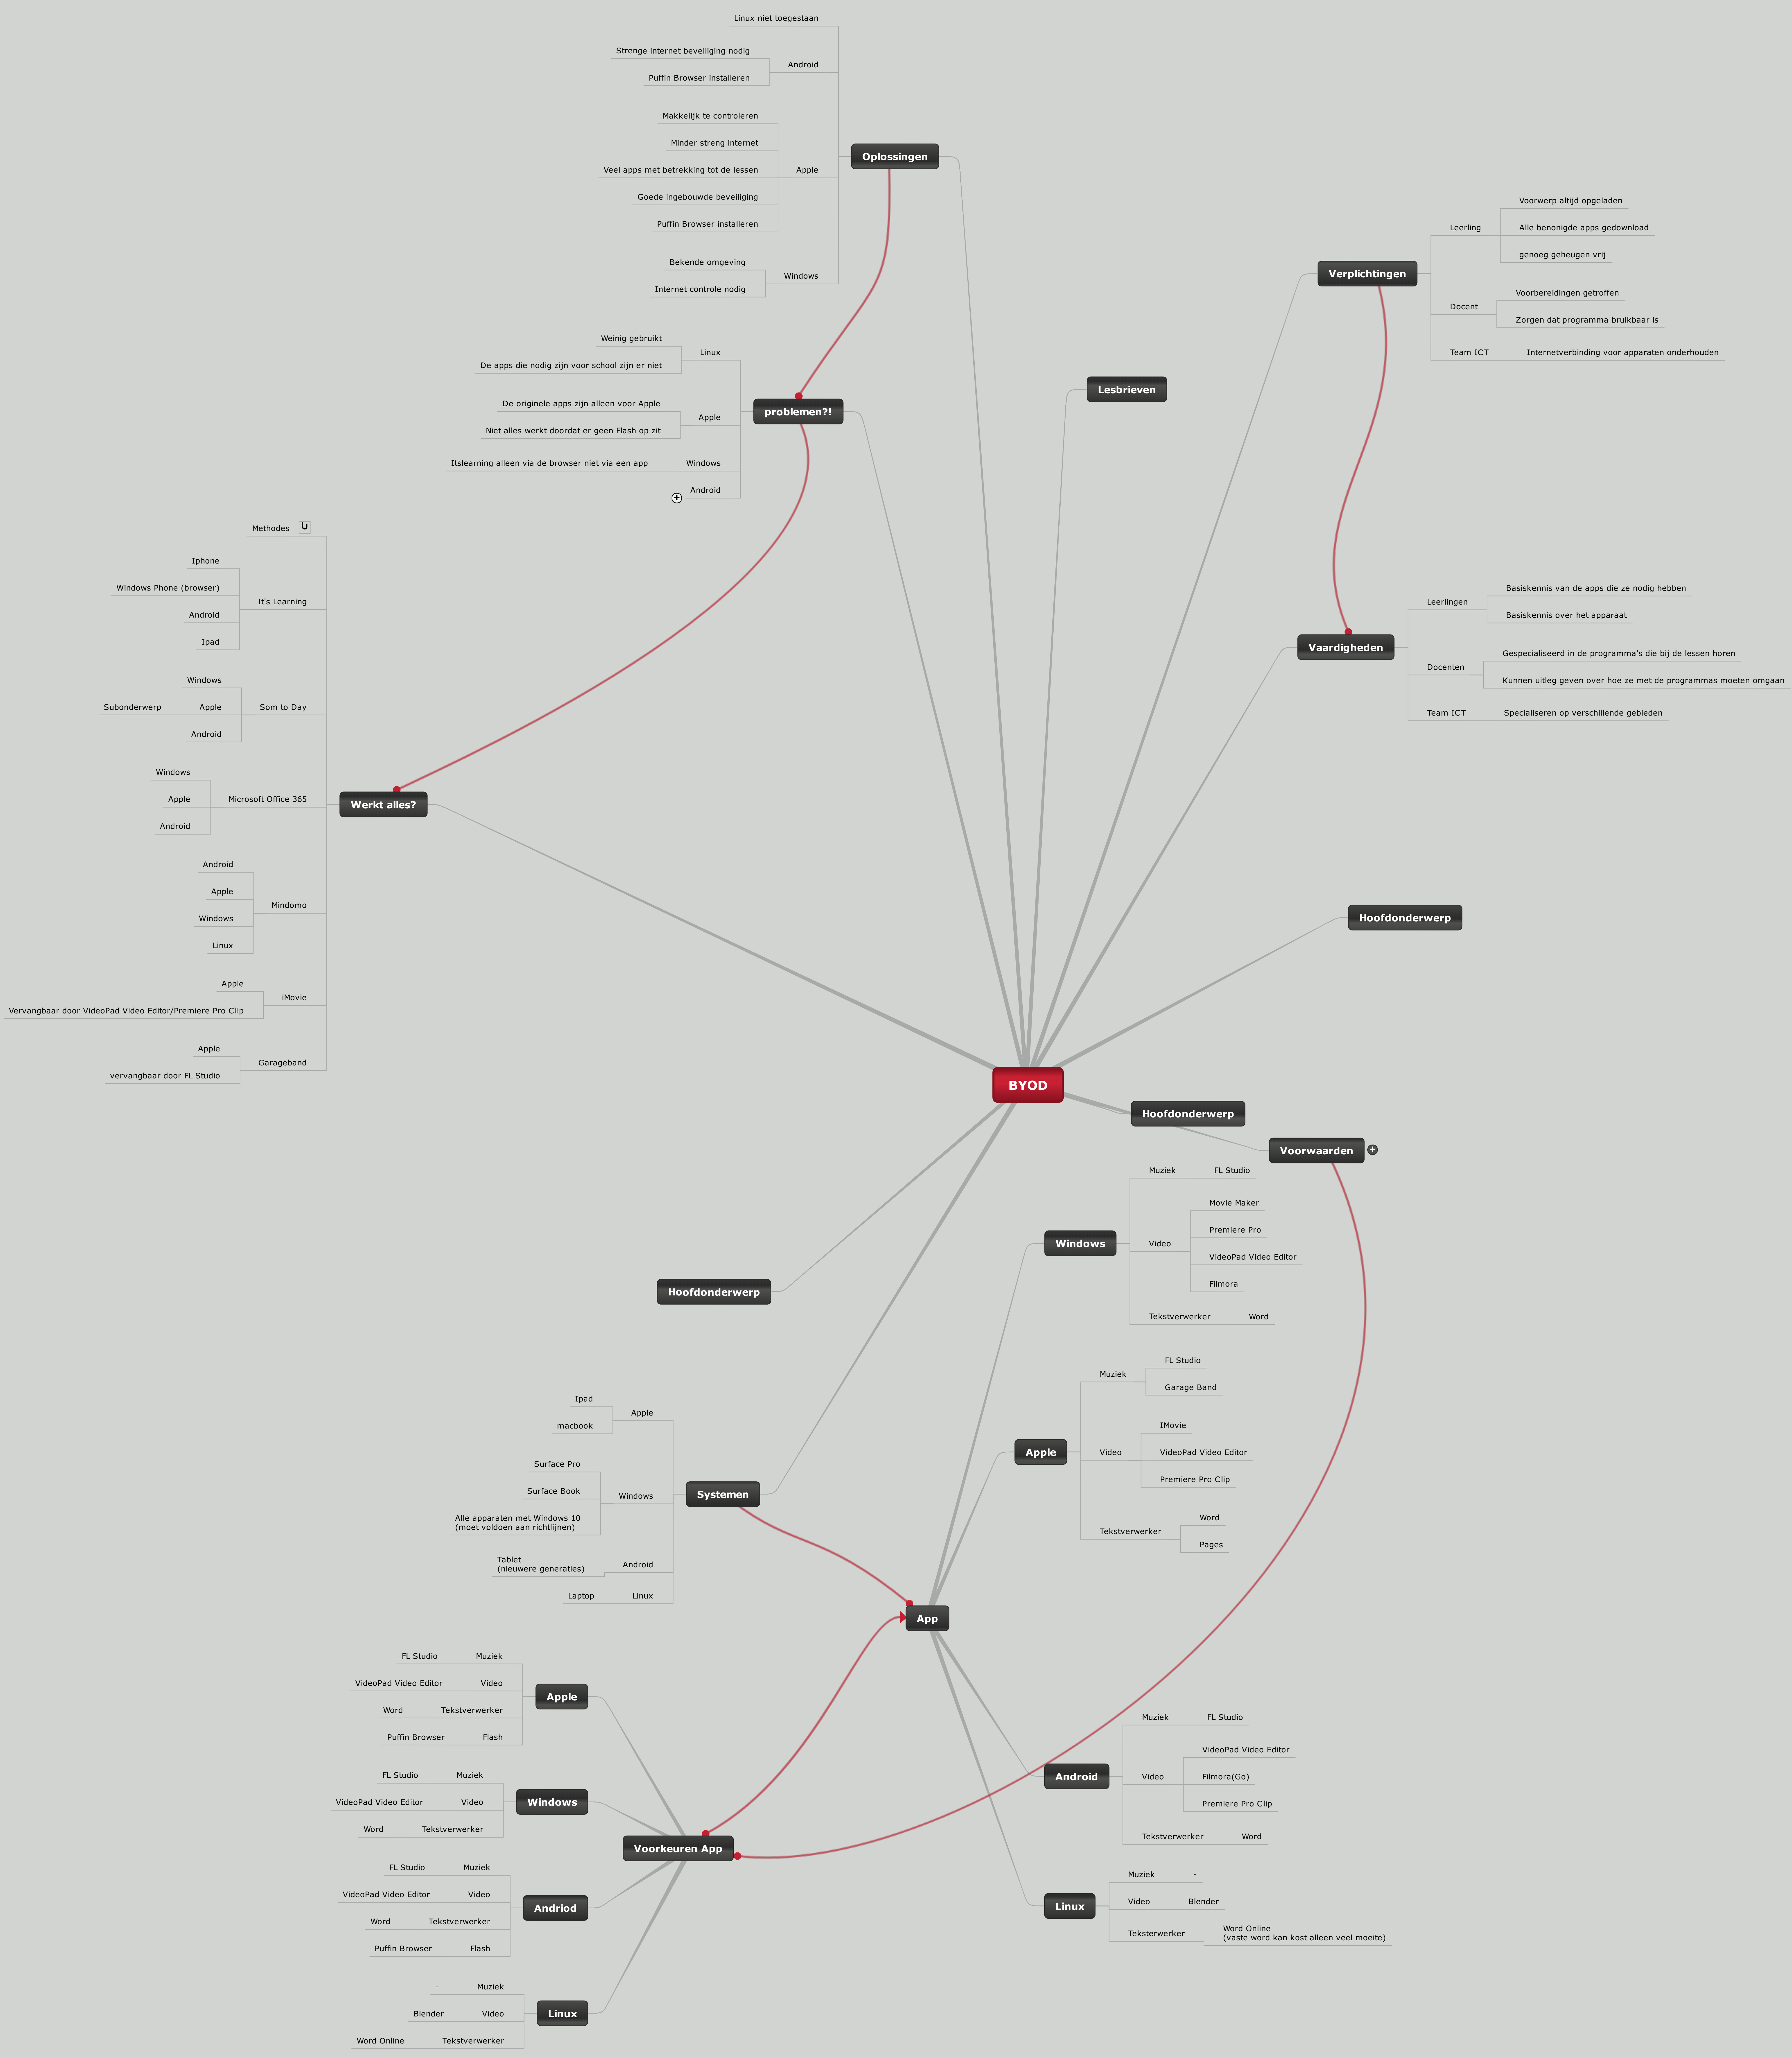 BYOD
Oplossingen
Linux niet toegestaan
Android
Strenge internet beveiliging nodig
Puffin Browser installeren
Apple
Makkelijk te controleren
Minder streng internet
Veel apps met betrekking tot de lessen
Goede ingebouwde beveiliging
Puffin Browser installeren
Windows
Bekende omgeving
Internet controle nodig
problemen?!
Linux
Weinig gebruikt
De apps die nodig zijn voor school zijn er niet
Apple
De originele apps zijn alleen voor Apple
Niet alles werkt doordat er geen Flash op zit
Windows
Itslearning alleen via de browser niet via een app
Android
Werkt alles?
Methodes
It's Learning
Iphone
Windows Phone (browser)
Android
Ipad
Som to Day
Windows
Apple
Subonderwerp
Android
Microsoft Office 365
Windows
Apple
Android
Mindomo
Android
Apple
Windows
Linux
iMovie
Apple
Vervangbaar door VideoPad Video Editor/Premiere Pro Clip
Garageband
Apple
vervangbaar door FL Studio
Lesbrieven
Verplichtingen
Leerling
Voorwerp altijd opgeladen
Alle benonigde apps gedownload
genoeg geheugen vrij
Docent
Voorbereidingen getroffen
Zorgen dat programma bruikbaar is
Team ICT
Internetverbinding voor apparaten onderhouden
Vaardigheden
Leerlingen
Basiskennis van de apps die ze nodig hebben
Basiskennis over het apparaat
Docenten
Gespecialiseerd in de programma's die bij de lessen horen
Kunnen uitleg geven over hoe ze met de programmas moeten omgaan
Team ICT
Specialiseren op verschillende gebieden
Hoofdonderwerp
Hoofdonderwerp
Voorwaarden
Hoofdonderwerp
Systemen
Apple
Ipad
macbook
Windows
Surface Pro
Surface Book
Alle apparaten met Windows 10
(moet voldoen aan richtlijnen)
Android
Tablet
(nieuwere generaties)
Linux
Laptop
App
Windows
Muziek
FL Studio
Video
Movie Maker
Premiere Pro
VideoPad Video Editor
Filmora
Tekstverwerker
Word
Apple
Muziek
FL Studio
Garage Band
Video
IMovie
VideoPad Video Editor
Premiere Pro Clip
Tekstverwerker
Word
Pages
Android
Muziek
FL Studio
Video
VideoPad Video Editor
Filmora(Go)
Premiere Pro Clip
Tekstverwerker
Word
Linux
Muziek
-
Video
Blender
Teksterwerker
Word Online
(vaste word kan kost alleen veel moeite)
Voorkeuren App
Apple
Muziek
FL Studio
Video
VideoPad Video Editor
Tekstverwerker
Word
Flash
Puffin Browser
Windows
Muziek
FL Studio
Video
VideoPad Video Editor
Tekstverwerker
Word
Andriod
Muziek
FL Studio
Video
VideoPad Video Editor
Tekstverwerker
Word
Flash
Puffin Browser
Linux
Muziek
-
Video
Blender
Tekstverwerker
Word Online